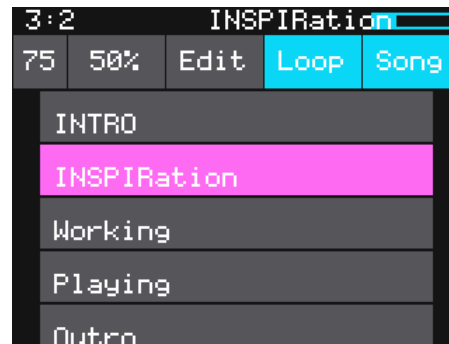 3:2 INSPIRation
75 50% Edit Loop Song
INTRO
INSPIRation
Working
Playing
Outro